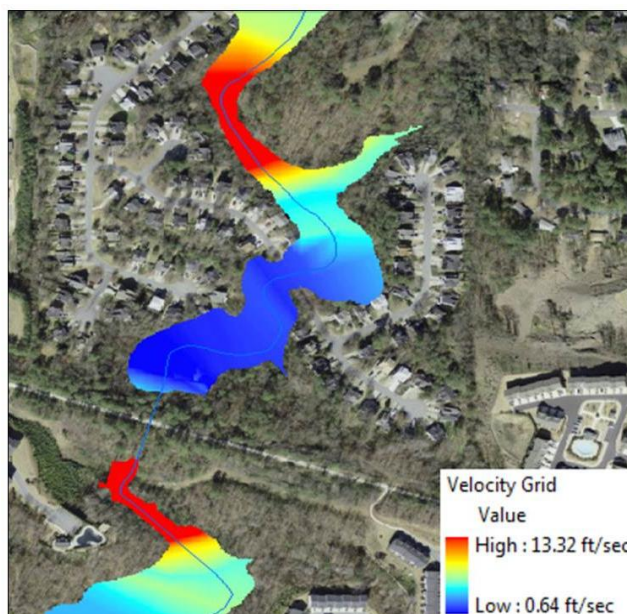 Velocity Grid
Value
High : 13.32 ft/sec
Low : 0.64 ft/sec